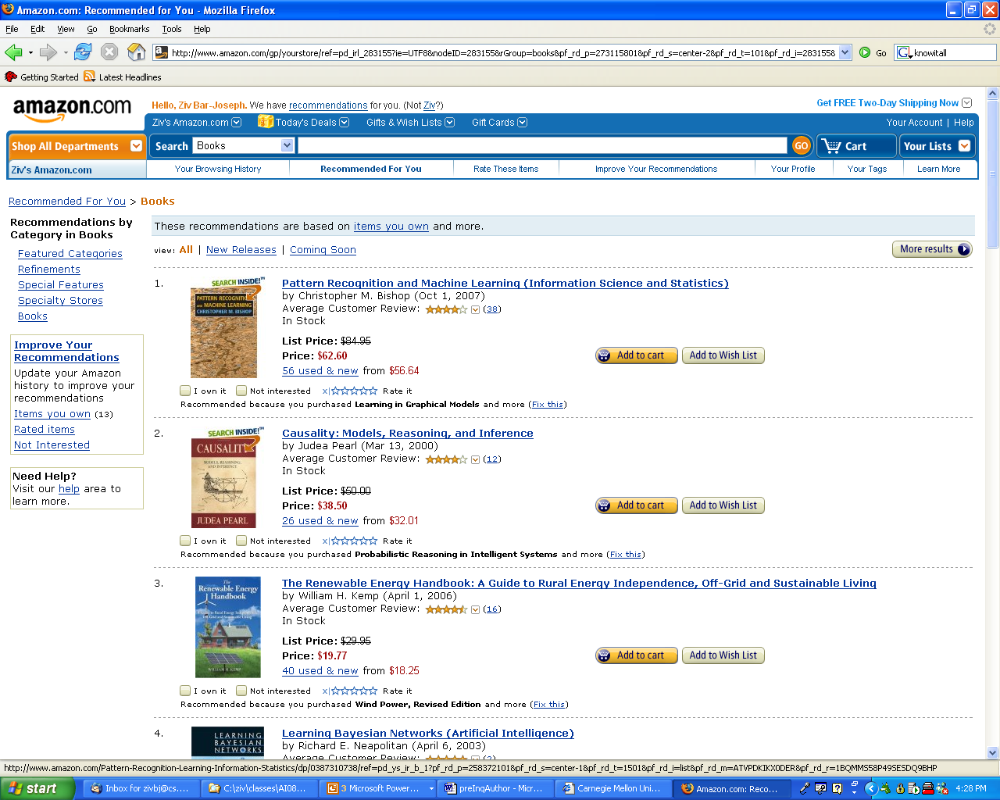 Amazon.com: Recommended for You - Mozilla Firefox
File Edit View Go Bookmarks Tools Help
http://www.amazon.com/gp/yourstore/ref=pd_irl_283155?ie=UTF8&nodeID=283155&rGroup=books&pf_rd_p=273115801&pf_rd_s=center-2&pf_rd_t=101&pf_rd_i=283155& Go knowitall
Getting Started Latest Headlines
amazon.com
Hello, Ziv Bar-Joseph. We have recommendations for you. (Not Ziv?)
Get FREE Two-Day Shipping Now
Ziv's Amazon.com Today's Deals Gifts & Wish Lists Gift Cards Your Account | Help
Shop All Departments Search Books GO Cart Your Lists
Ziv's Amazon.com Your Browsing History Recommended For You Rate These Items Improve Your Recommendations Your Profile Your Tags Learn More
Recommended For You > Books
Recommendations by
Category in Books
Featured Categories
Refinements
Special Features
Specialty Stores
Books
Improve Your
Recommendations
Update your Amazon
history to improve your
recommendations
Items you own (13)
Rated items
Not Interested
Need Help?
Visit our help area to
learn more.
These recommendations are based on items you own and more.
view: All | New Releases | Coming Soon
More results
1.
SEARCH INSIDE!™
PATTERN RECOGNITION
AND MACHINE LEARNING
CHRISTOPHER M. BISHOP
Pattern Recognition and Machine Learning (Information Science and Statistics)
by Christopher M. Bishop (Oct 1, 2007)
Average Customer Review: (38)
In Stock
List Price: $84.95
Price: $62.60
56 used & new from $56.64
Add to cart Add to Wish List
I own it Not interested x| Rate it
Recommended because you purchased Learning in Graphical Models and more (Fix this)
2.
SEARCH INSIDE!™
CAUSALITY
MODELS, REASONING,
AND INFERENCE
JUDEA PEARL
Causality: Models, Reasoning, and Inference
by Judea Pearl (Mar 13, 2000)
Average Customer Review: (12)
In Stock
List Price: $50.00
Price: $38.50
26 used & new from $32.01
Add to cart Add to Wish List
I own it Not interested x| Rate it
Recommended because you purchased Probabilistic Reasoning in Intelligent Systems and more (Fix this)
3.
The
Renewable Energy
Handbook
WILLIAM H. KEMP
The Renewable Energy Handbook: A Guide to Rural Energy Independence, Off-Grid and Sustainable Living
by William H. Kemp (April 1, 2006)
Average Customer Review: (16)
In Stock
List Price: $29.95
Price: $19.77
40 used & new from $18.25
Add to cart Add to Wish List
I own it Not interested x| Rate it
Recommended because you purchased Wind Power, Revised Edition and more (Fix this)
4.
LEARNING
BAYESIAN
NETWORKS
Learning Bayesian Networks (Artificial Intelligence)
by Richard E. Neapolitan (April 6, 2003)
Average Customer Review: (2)
http://www.amazon.com/Pattern-Recognition-Learning-Information-Statistics/dp/0387310738/ref=pd_ys_ir_b_1?pf_rd_p=258372101&pf_rd_s=center-1&pf_rd_t=1501&pf_rd_i=list&pf_rd_m=ATVPDKIKX0DER&pf_rd_r=1BQMMS58P49SESDQ9BHP
start Inbox for zivbj@cs.... C:\ziv\classes\AI08... 3 Microsoft Power... preInqAuthor - Micr... Carnegie Mellon Uni... Amazon.com: Reco... 4:28 PM